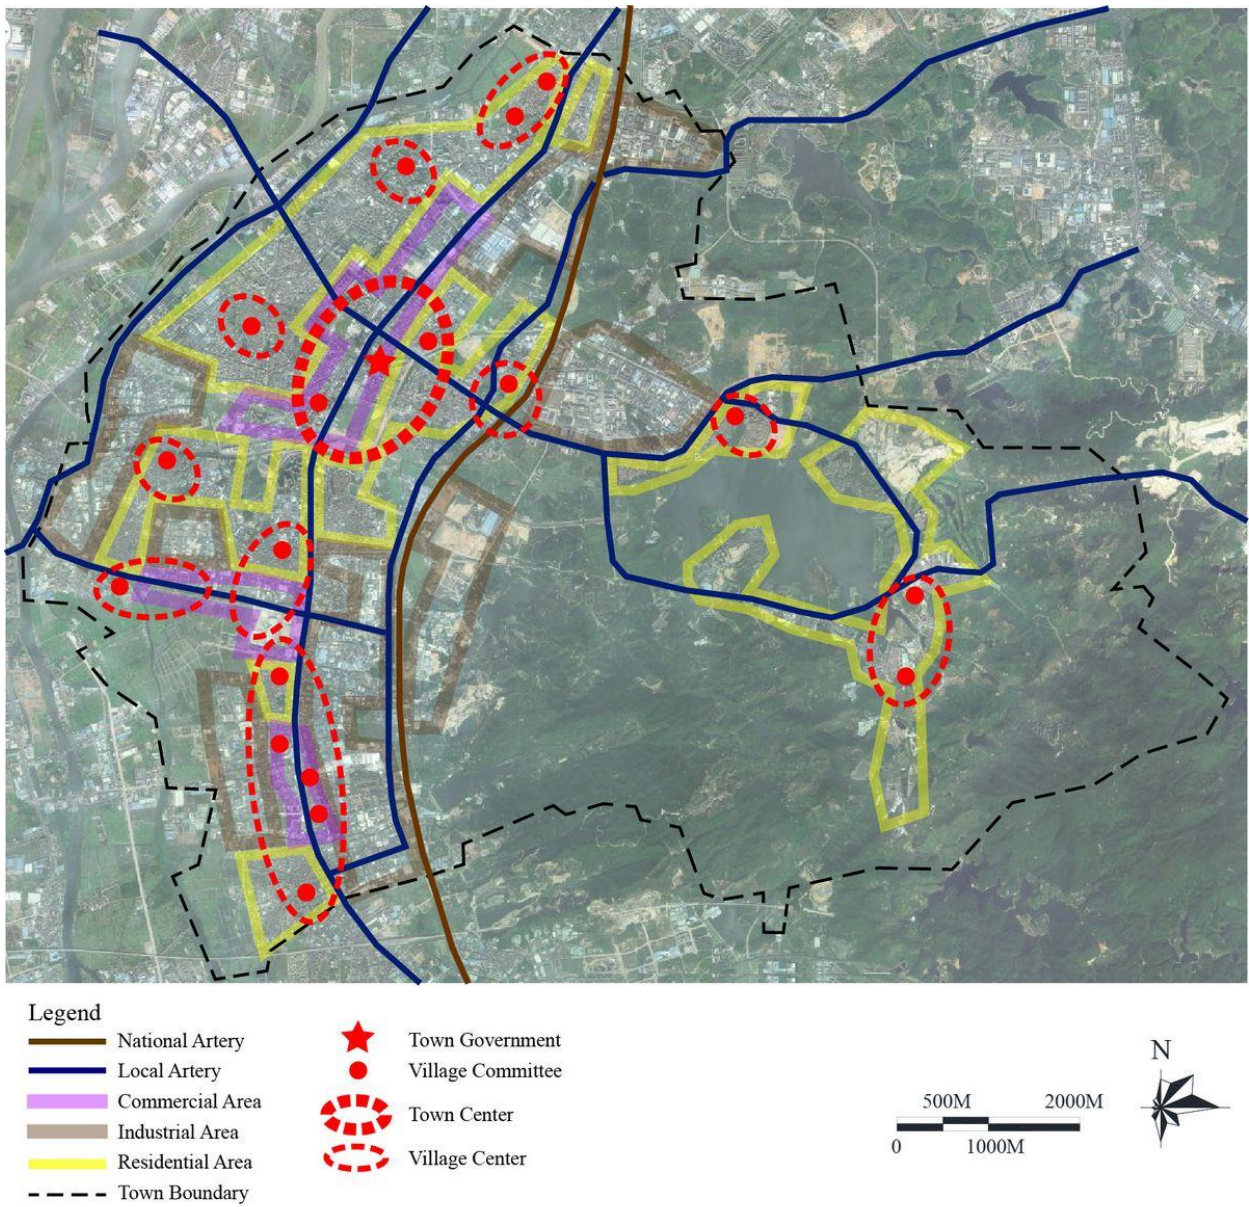 Legend
National Artery
Local Artery
Commercial Area
Industrial Area
Residential Area
Town Boundary
Town Government
Village Committee
Town Center
Village Center
N
500M 2000M
0 1000M